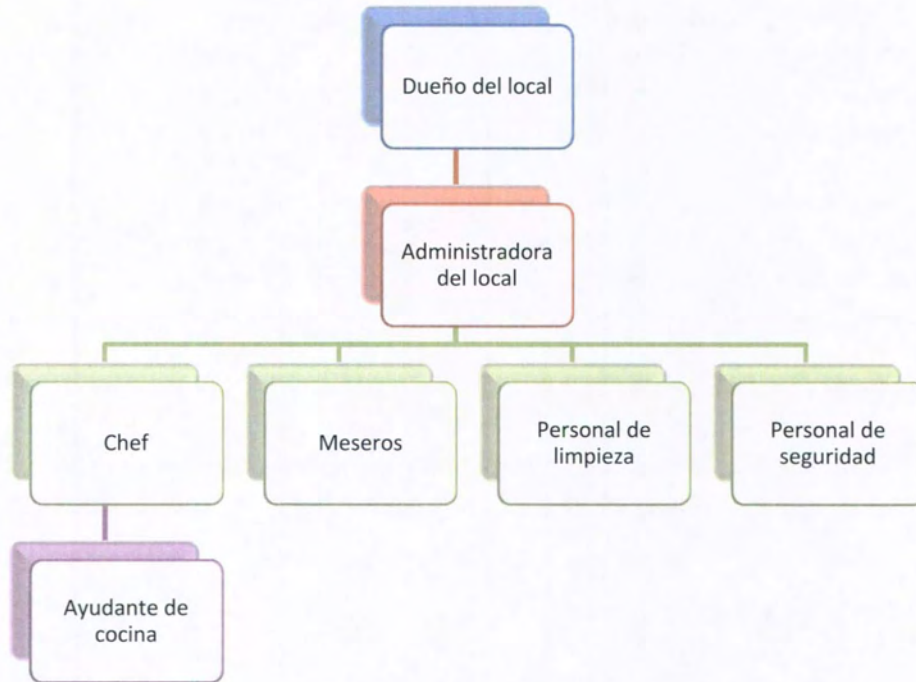 Dueño del local
Administradora
del local
Chef
Meseros
Personal de
limpieza
Personal de
seguridad
Ayudante de
cocina